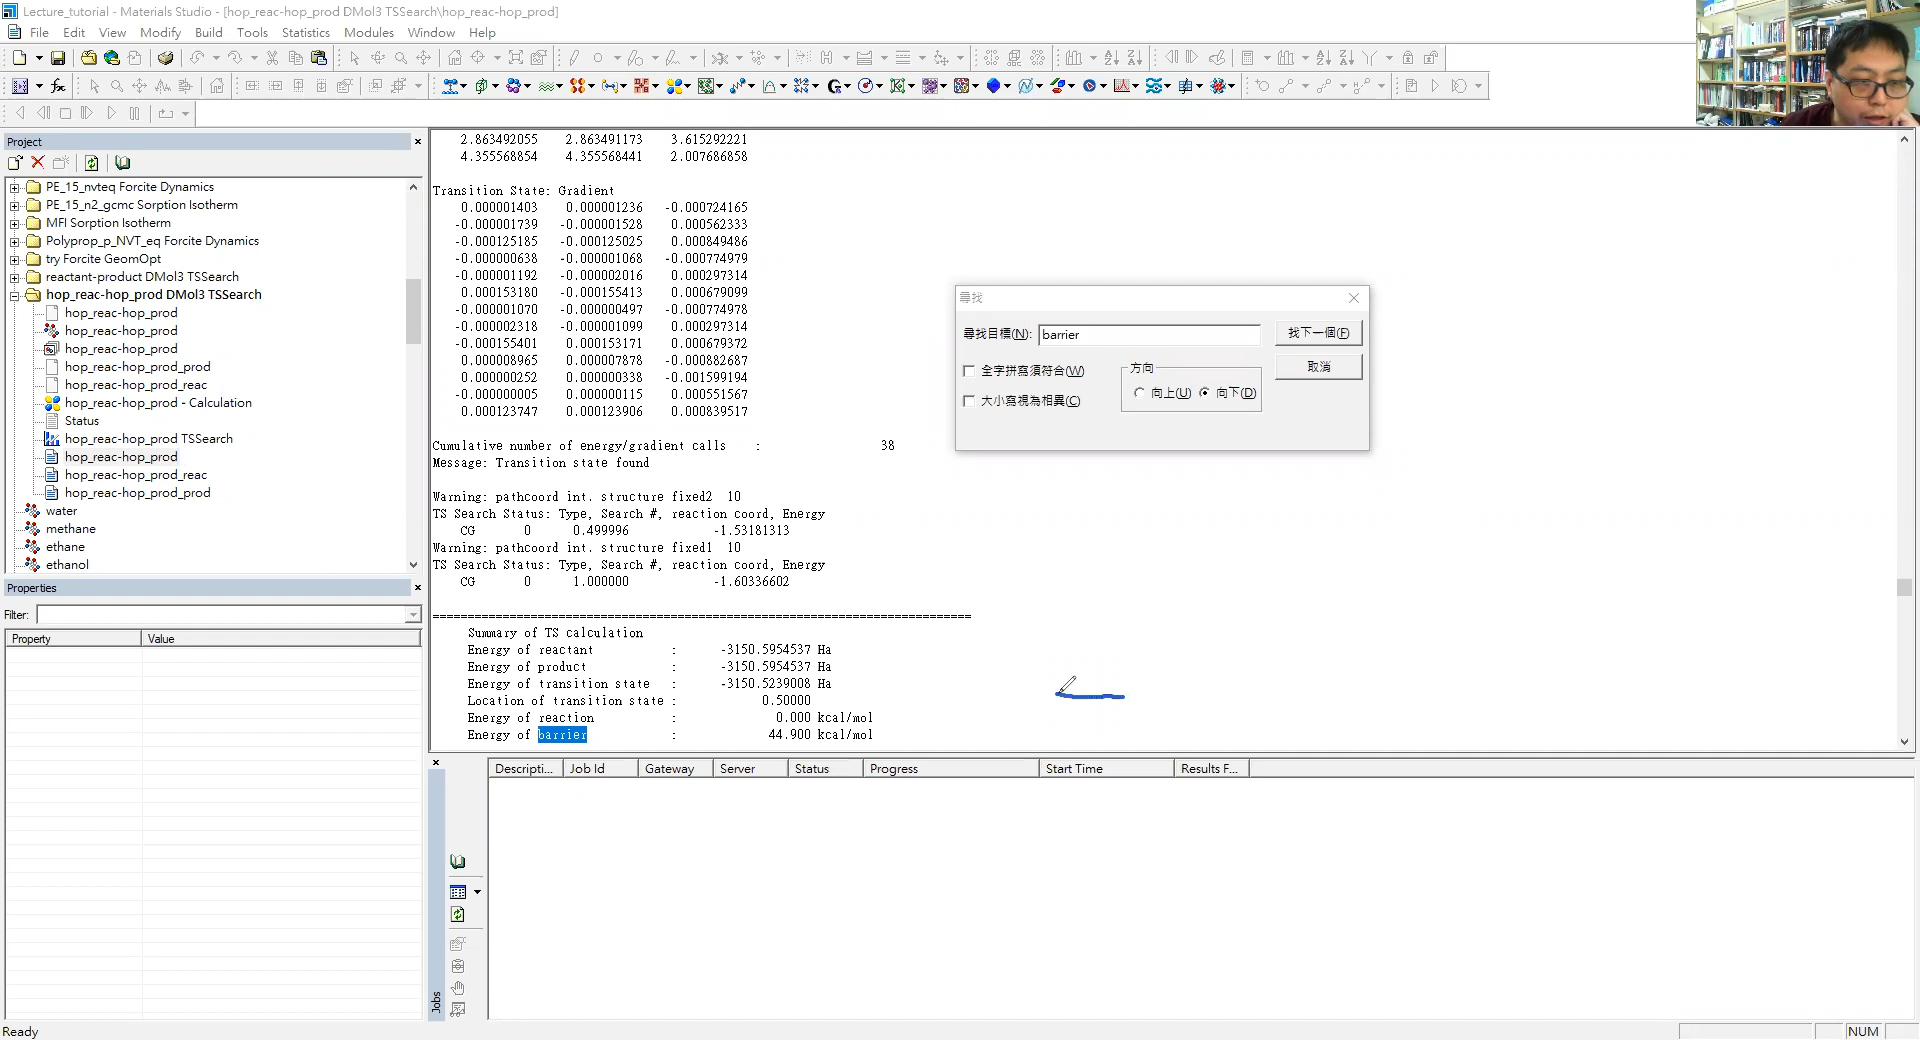 Lecture_tutorial - Materials Studio - [hop_reac-hop_prod DMol3 TSSearch\hop_reac-hop_prod]
File Edit View Modify Build Tools Statistics Modules Window Help
Project
PE_15_nvteq Forcite Dynamics
PE_15_n2_gcmc Sorption Isotherm
MFI Sorption Isotherm
Polyprop_p_NVT_eq Forcite Dynamics
try Forcite GeomOpt
reactant-product DMol3 TSSearch
hop_reac-hop_prod DMol3 TSSearch
hop_reac-hop_prod
hop_reac-hop_prod
hop_reac-hop_prod
hop_reac-hop_prod_prod
hop_reac-hop_prod_reac
hop_reac-hop_prod - Calculation
Status
hop_reac-hop_prod TSSearch
hop_reac-hop_prod
hop_reac-hop_prod_reac
hop_reac-hop_prod_prod
water
methane
ethane
ethanol
Properties
Filter:
Property Value
2.863492055 2.863491173 3.615292221
4.355568854 4.355568441 2.007686858
Transition State: Gradient
0.000001403 0.000001236 -0.000724165
-0.000001739 -0.000001528 0.000562333
-0.000125185 -0.000125025 0.000849486
-0.000000638 -0.000001068 -0.000774979
-0.000001192 -0.000002016 0.000297314
0.000153180 -0.000155413 0.000679099
-0.000001070 -0.000000497 -0.000774978
-0.000002318 -0.000001099 0.000297314
-0.000155401 0.000153171 0.000679372
0.000008965 0.000007878 -0.000882687
0.000000252 0.000000338 -0.001599194
-0.000000005 0.000000115 0.000551567
0.000123747 0.000123906 0.000839517
Cumulative number of energy/gradient calls : 38
Message: Transition state found
Warning: pathcoord int. structure fixed2 10
TS Search Status: Type, Search #, reaction coord, Energy
CG 0 0.499996 -1.53181313
Warning: pathcoord int. structure fixed1 10
TS Search Status: Type, Search #, reaction coord, Energy
CG 0 1.000000 -1.60336602
==============================================================================
Summary of TS calculation
Energy of reactant : -3150.5954537 Ha
Energy of product : -3150.5954537 Ha
Energy of transition state : -3150.5239008 Ha
Location of transition state : 0.50000
Energy of reaction : 0.000 kcal/mol
Energy of barrier : 44.900 kcal/mol
尋找
尋找目標(N): barrier 找下一個(F)
全字拼寫須符合(W) 方向 取消
向上(U) 向下(D)
大小寫視為相異(C)
Descripti... Job Id Gateway Server Status Progress Start Time Results F...
Jobs
Ready
NUM